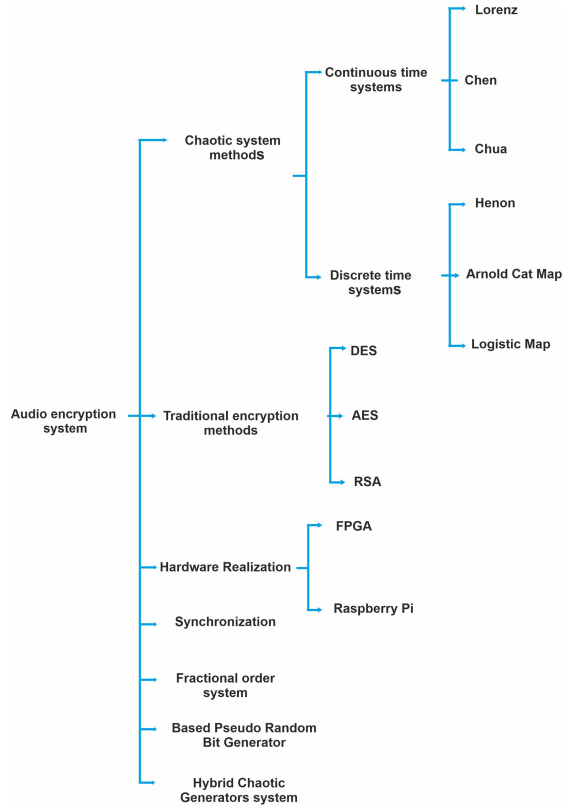 Lorenz
Continuous time
systems
Chen
Chaotic system
methods
Chua
Henon
Discrete time
systems
Arnold Cat Map
Logistic Map
DES
Audio encryption
system
Traditional encryption
methods
AES
RSA
FPGA
Hardware Realization
Raspberry Pi
Synchronization
Fractional order
system
Based Pseudo Random
Bit Generator
Hybrid Chaotic
Generators system